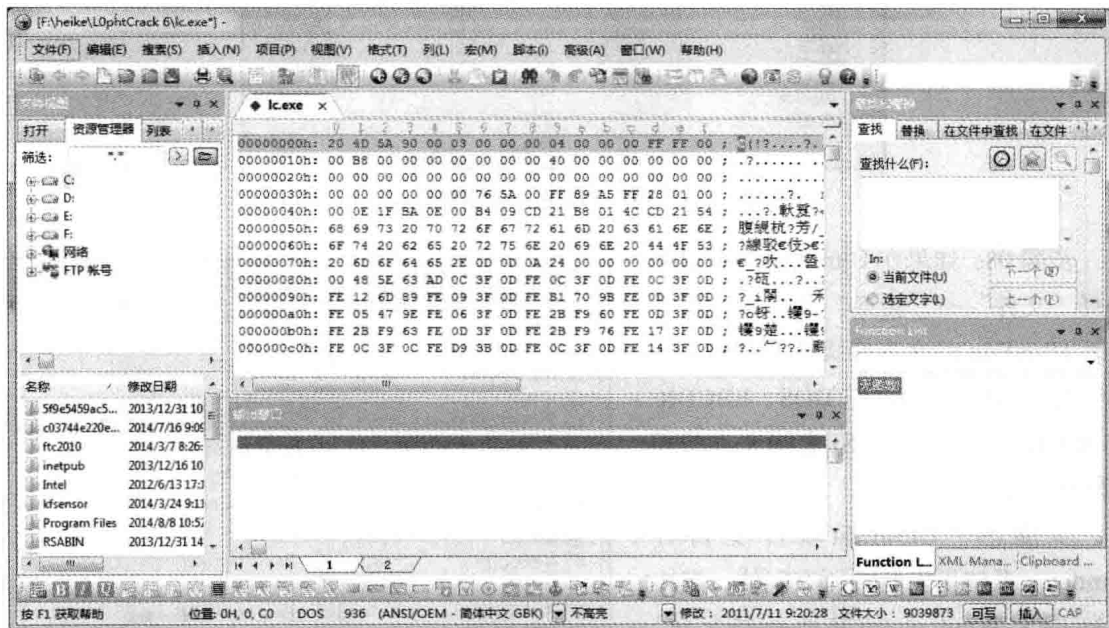 [F:\heike\L0phtCrack 6\lc.exe*] -
文件(F) 编辑(E) 搜索(S) 插入(N) 项目(P) 视图(V) 格式(T) 列(L) 宏(M) 脚本(i) 高级(A) 窗口(W) 帮助(H)
文件视图
打开 资源管理器 列表
筛选: *.*
C:
D:
E:
F:
网络
FTP 帐号
名称 修改日期
5f9e5459ac5... 2013/12/31 10
c03744e220e... 2014/7/16 9:09
ftc2010 2014/3/7 8:26:
inetpub 2013/12/16 10
Intel 2012/6/13 17:1
kfsensor 2014/3/24 9:11
Program Files 2014/8/8 10:52
RSABIN 2013/12/31 14
lc.exe ×
0 1 2 3 4 5 6 7 8 9 a b c d e f
00000000h: 20 4D 5A 90 00 03 00 00 00 04 00 00 00 FF FF 00 ;
00000010h: 00 B8 00 00 00 00 00 00 00 40 00 00 00 00 00 00 ; .?......
00000020h: 00 00 00 00 00 00 00 00 00 00 00 00 00 00 00 00 ;
00000030h: 00 00 00 00 00 00 76 5A 00 FF 89 A5 FF 28 01 00 ;
00000040h: 00 0E 1F BA 0E 00 B4 09 CD 21 B8 01 4C CD 21 54 ;
00000050h: 68 69 73 20 70 72 6F 67 72 61 6D 20 63 61 6E 6E ;
00000060h: 6F 74 20 62 65 20 72 75 6E 20 69 6E 20 44 4F 53 ;
00000070h: 20 6D 6F 64 65 2E 0D 0D 0A 24 00 00 00 00 00 00 ;
00000080h: 00 48 5E 63 AD 0C 3F 0D FE 0C 3F 0D FE 0C 3F 0D ;
00000090h: FE 12 6D 89 FE 09 3F 0D FE B1 70 9B FE 0D 3F 0D ;
000000a0h: FE 05 47 9E FE 06 3F 0D FE 2B F9 60 FE 0D 3F 0D ;
000000b0h: FE 2B F9 63 FE 0D 3F 0D FE 2B F9 76 FE 17 3F 0D ;
000000c0h: FE 0C 3F 0C FE D9 3B 0D FE 0C 3F 0D FE 14 3F 0D ;
输出窗口
1 2
查找 替换 在文件中查找 在文件
查找什么(F):
In:
当前文件(U)
选定文字(L)
下一个
上一个
Function List
无函数
Function L... XML Mana... Clipboard ...
按 F1 获取帮助 位置: 0H, 0, C0 DOS 936 (ANSI/OEM - 简体中文 GBK) 不高亮 修改: 2011/7/11 9:20:28 文件大小: 9039873 可写 插入 CAP